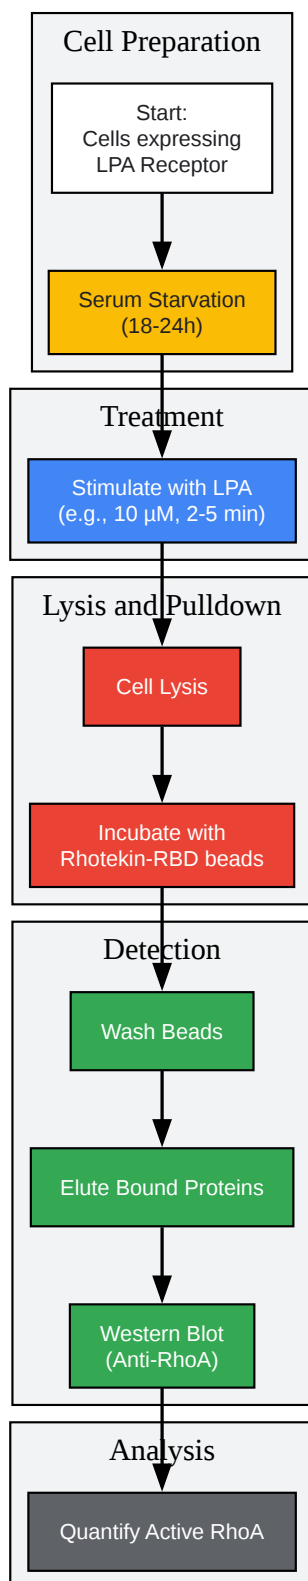 Cell Preparation
Start:
Cells expressing
LPA Receptor
Serum Starvation
(18-24h)
Treatment
Stimulate with LPA
(e.g., 10 µM, 2-5 min)
Lysis and Pulldown
Cell Lysis
Incubate with
Rhotekin-RBD beads
Detection
Wash Beads
Elute Bound Proteins
Western Blot
(Anti-RhoA)
Analysis
Quantify Active RhoA